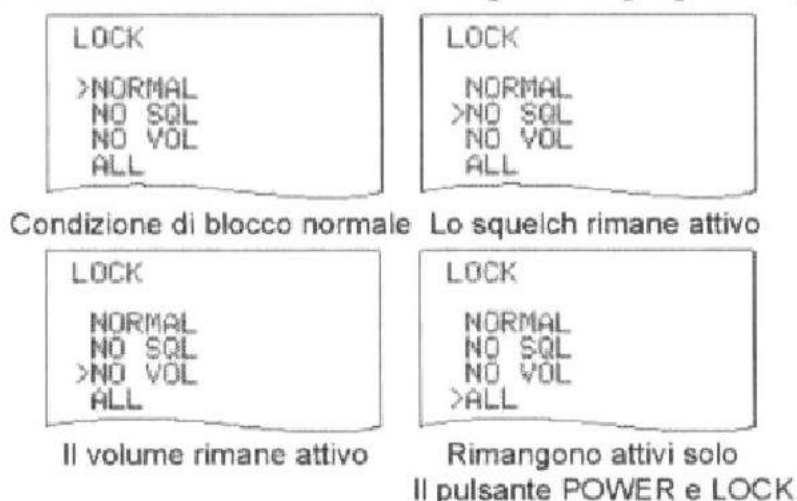 LOCK
>NORMAL
NO SQL
NO VOL
ALL
Condizione di blocco normale
LOCK
NORMAL
>NO SQL
NO VOL
ALL
Lo squelch rimane attivo
LOCK
NORMAL
NO SQL
>NO VOL
ALL
Il volume rimane attivo
LOCK
NORMAL
NO SQL
NO VOL
>ALL
Rimangono attivi solo
Il pulsante POWER e LOCK